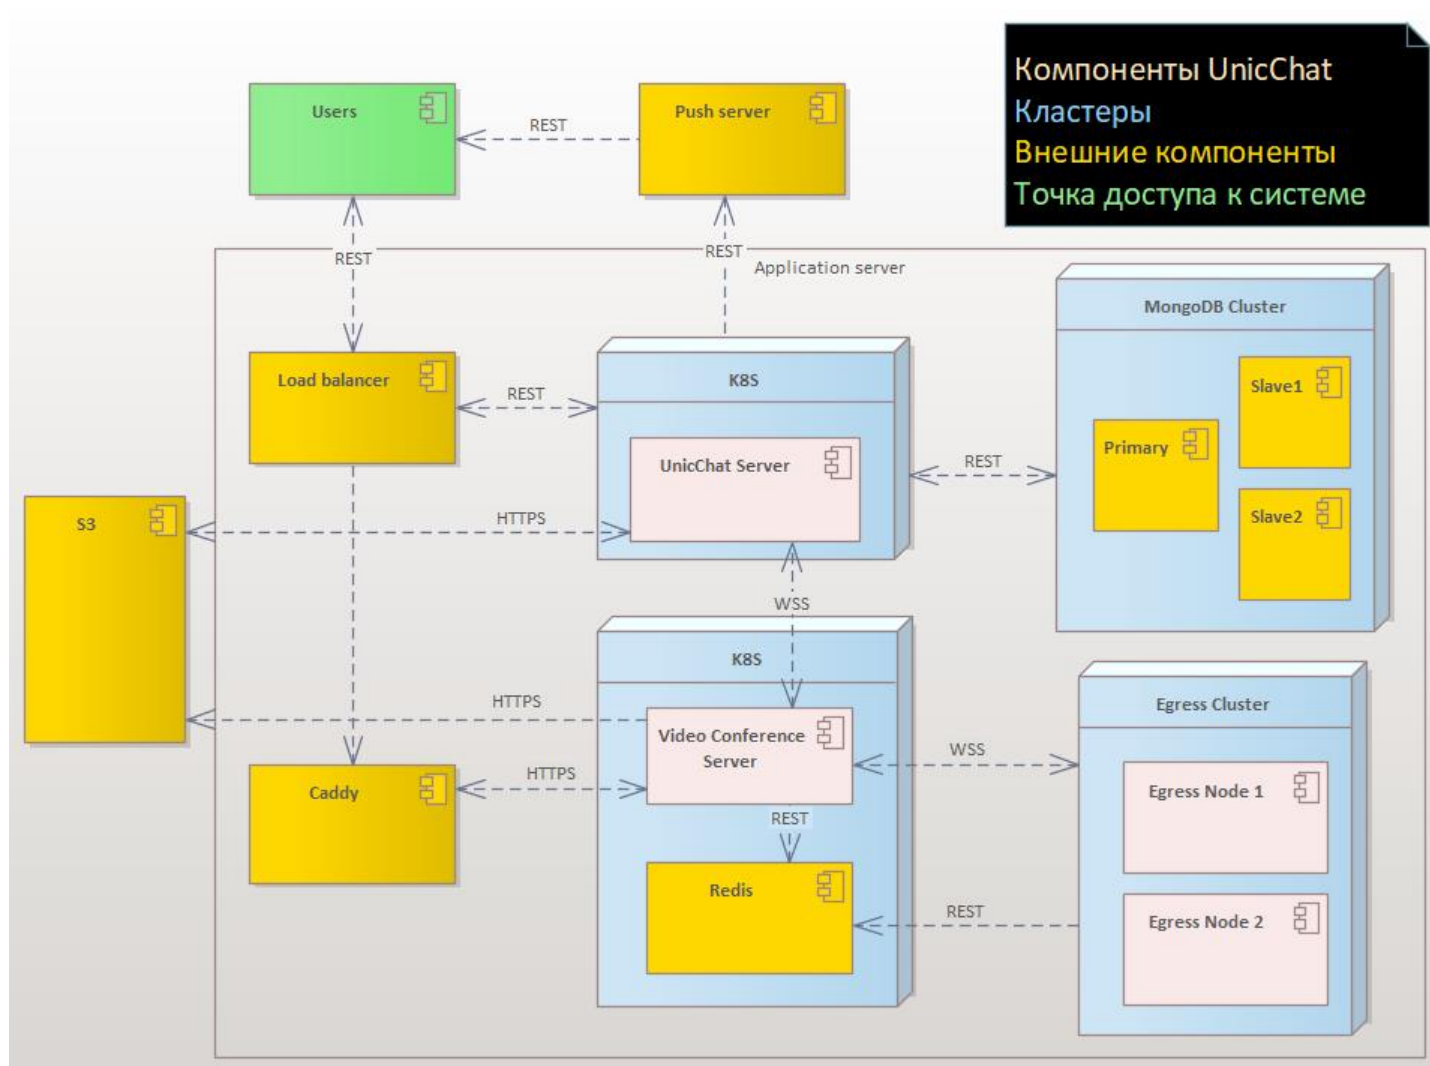 Компоненты UnicChat
Кластеры
Внешние компоненты
Точка доступа к системе
Users
REST
Push server
REST
REST
Application server
MongoDB Cluster
Load balancer
REST
K8S
Slave1
Primary
UnicChat Server
REST
S3
HTTPS
Slave2
WSS
K8S
HTTPS
Egress Cluster
Video Conference
Server
WSS
Caddy
HTTPS
Egress Node 1
REST
Redis
REST
Egress Node 2